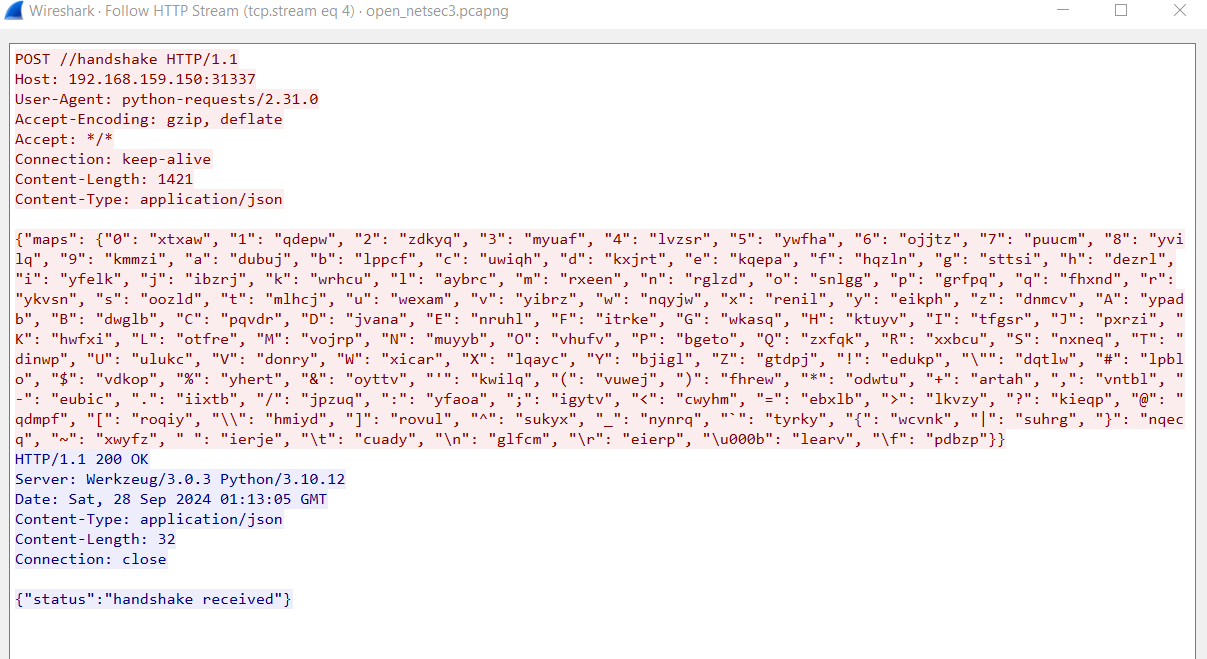 Wireshark · Follow HTTP Stream (tcp.stream eq 4) · open_netsec3.pcapng
POST //handshake HTTP/1.1
Host: 192.168.159.150:31337
User-Agent: python-requests/2.31.0
Accept-Encoding: gzip, deflate
Accept: */*
Connection: keep-alive
Content-Length: 1421
Content-Type: application/json
{"maps": {"0": "xtxaw", "1": "qdepw", "2": "zdkyq", "3": "myuaf", "4": "lvzsr", "5": "ywfha", "6": "ojjtz", "7": "puucm", "8": "yvi
lq", "9": "kmmzi", "a": "dubuj", "b": "lppcf", "c": "uwiqh", "d": "kxjrt", "e": "kqepa", "f": "hqzln", "g": "sttsi", "h": "dezrl",
"i": "yfelk", "j": "ibzrj", "k": "wrhcu", "l": "aybrc", "m": "rxeen", "n": "rglzd", "o": "snlgg", "p": "grfpq", "q": "fhxnd", "r":
"ykvsn", "s": "oozld", "t": "mlhcj", "u": "wexam", "v": "yibrz", "w": "nqyjw", "x": "renil", "y": "eikph", "z": "dnmcv", "A": "ypad
b", "B": "dwglb", "C": "pqvdr", "D": "jvana", "E": "nruhl", "F": "itrke", "G": "wkasq", "H": "ktuyv", "I": "tfgsr", "J": "pxrzi", "
K": "hwfxi", "L": "otfre", "M": "vojrp", "N": "muyyb", "O": "vhufv", "P": "bgeto", "Q": "zxfqk", "R": "xxbcu", "S": "nxneq", "T": "
dinwp", "U": "ulukc", "V": "donry", "W": "xicar", "X": "lqayc", "Y": "bjigl", "Z": "gtdpj", "!": "edukp", "\"": "dqtlw", "#": "lpbl
o", "$": "vdkop", "%": "yhert", "&": "oyttv", "'": "kwilq", "(": "vuwej", ")": "fhrew", "*": "odwtu", "+": "artah", ",": "vntbl", "
-": "eubic", ".": "iixtb", "/": "jpzuq", ":": "yfaoa", ";": "igytv", "<": "cwyhm", "=": "ebxlb", ">": "lkvzy", "?": "kieqp", "@": "
qdmpf", "[": "roqiy", "\\": "hmiyd", "]": "rovul", "^": "sukyx", "_": "nynrq", "`": "tyrky", "{": "wcvnk", "|": "suhrg", "}": "nqec
q", "~": "xwyfz", " ": "ierje", "\t": "cuady", "\n": "glfcm", "\r": "eierp", "\u000b": "learv", "\f": "pdbzp"}}
HTTP/1.1 200 OK
Server: Werkzeug/3.0.3 Python/3.10.12
Date: Sat, 28 Sep 2024 01:13:05 GMT
Content-Type: application/json
Content-Length: 32
Connection: close
{"status":"handshake received"}